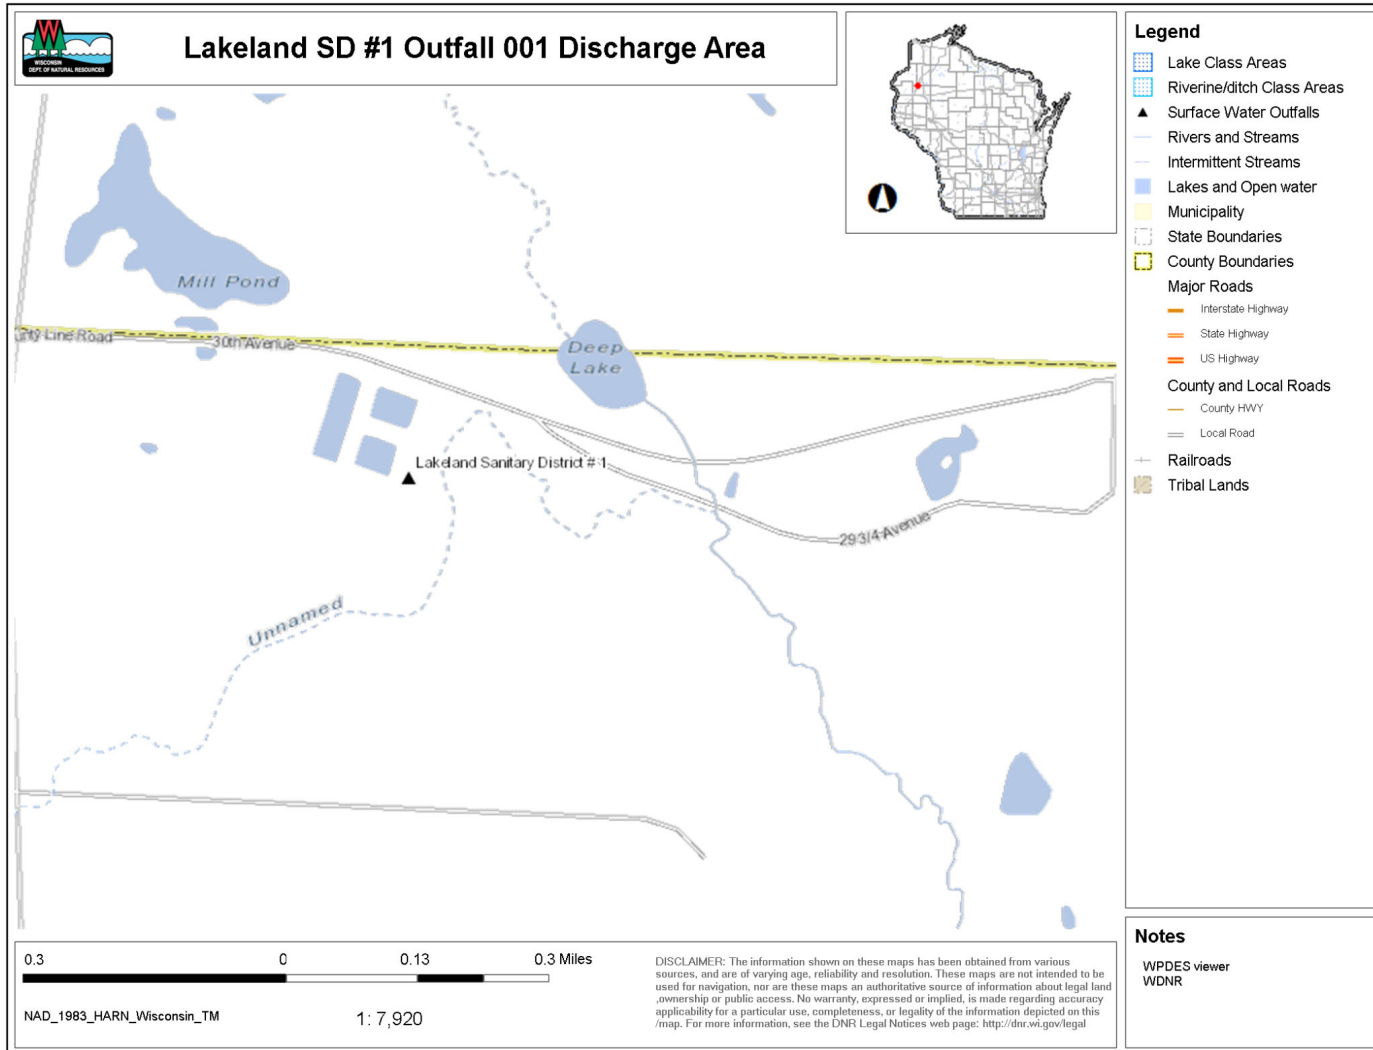 WISCONSIN
DEPT. OF NATURAL RESOURCES
Lakeland SD #1 Outfall 001 Discharge Area
Mill Pond
unty Line Road
30th Avenue
Deep
Lake
Lakeland Sanitary District # 1
29 3/4 Avenue
Unnamed
Legend
Lake Class Areas
Riverine/ditch Class Areas
Surface Water Outfalls
Rivers and Streams
Intermittent Streams
Lakes and Open water
Municipality
State Boundaries
County Boundaries
Major Roads
Interstate Highway
State Highway
US Highway
County and Local Roads
County HWY
Local Road
Railroads
Tribal Lands
0.3 0 0.13 0.3 Miles
NAD_1983_HARN_Wisconsin_TM
1: 7,920
DISCLAIMER: The information shown on these maps has been obtained from various
sources, and are of varying age, reliability and resolution. These maps are not intended to be
used for navigation, nor are these maps an authoritative source of information about legal land
,ownership or public access. No warranty, expressed or implied, is made regarding accuracy
applicability for a particular use, completeness, or legality of the information depicted on this
/map. For more information, see the DNR Legal Notices web page: http://dnr.wi.gov/legal
Notes
WPDES viewer
WDNR